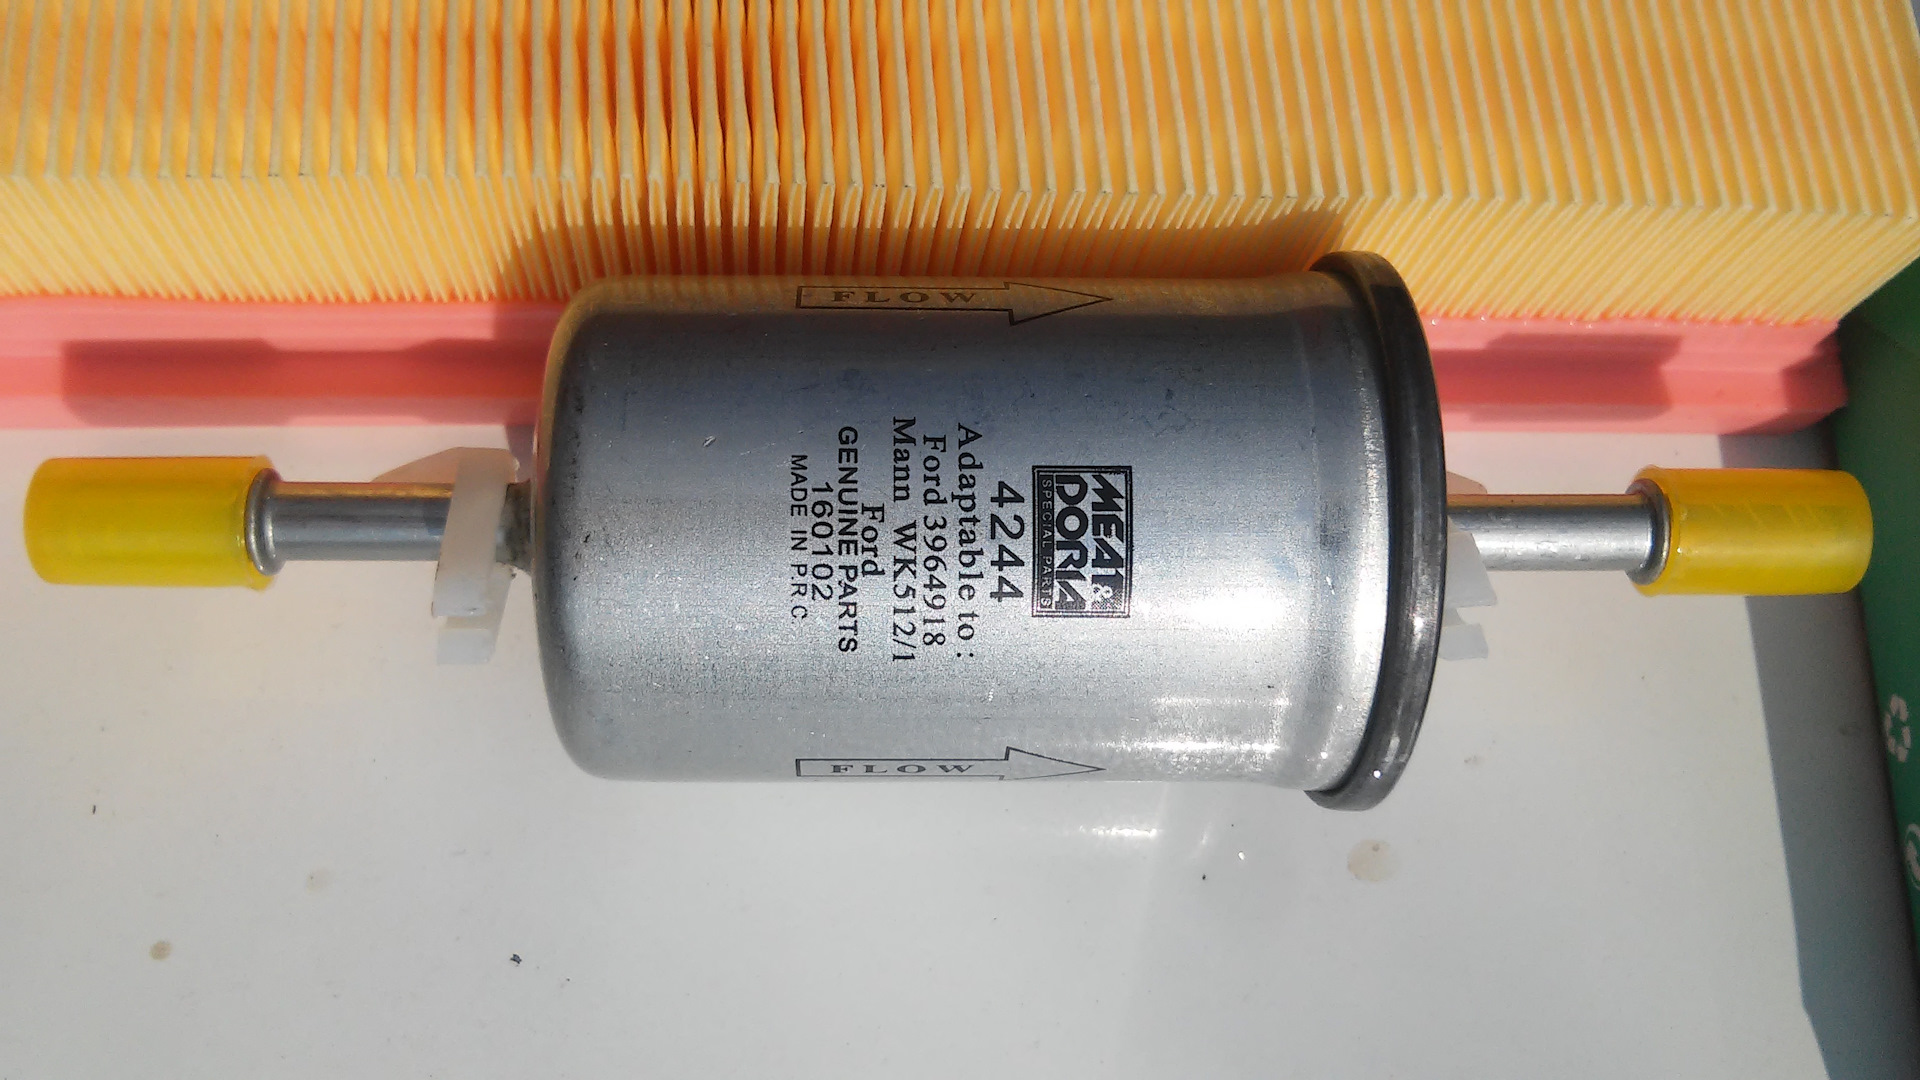 MEAT &
DORIA
SPECIAL PARTS
4244
Adaptable to :
Ford 3964918
Mann WK512/1
Ford
GENUINE PARTS
160102
MADE IN P.R.C
FLOW
FLOW